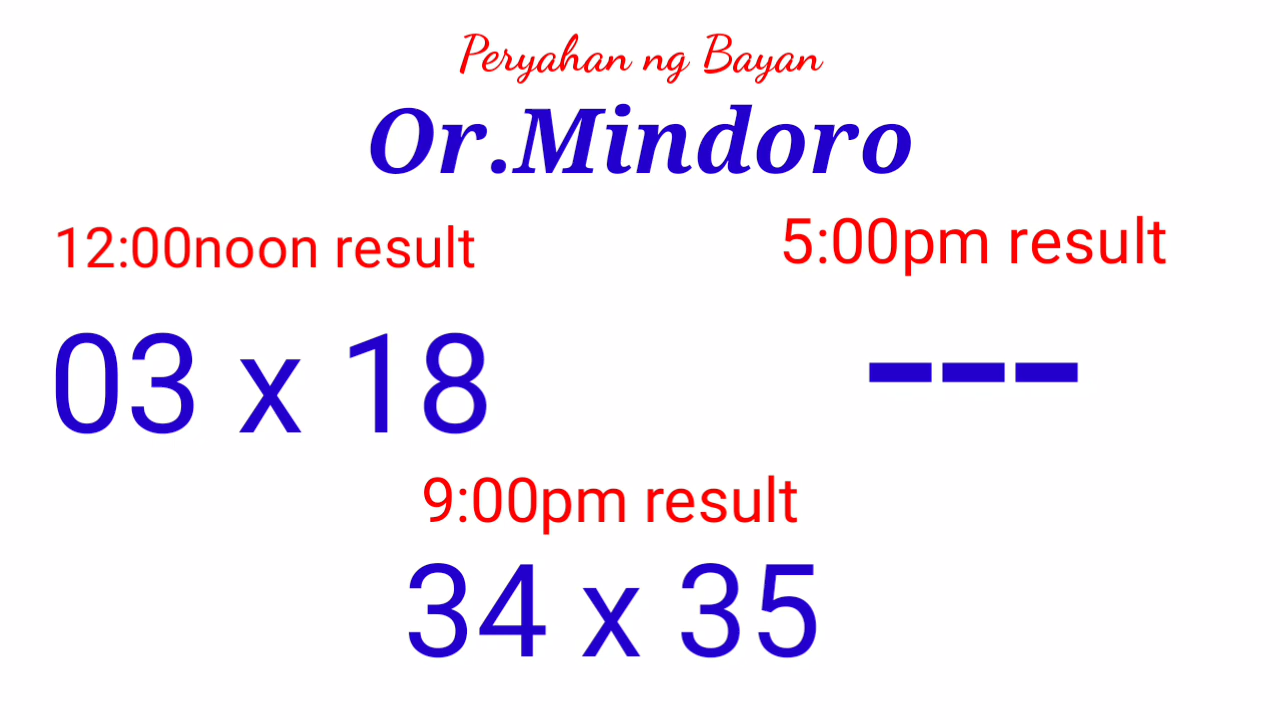 Peryahan ng Bayan
Or.Mindoro
12:00noon result
5:00pm result
03 x 18
---
9:00pm result
34 x 35